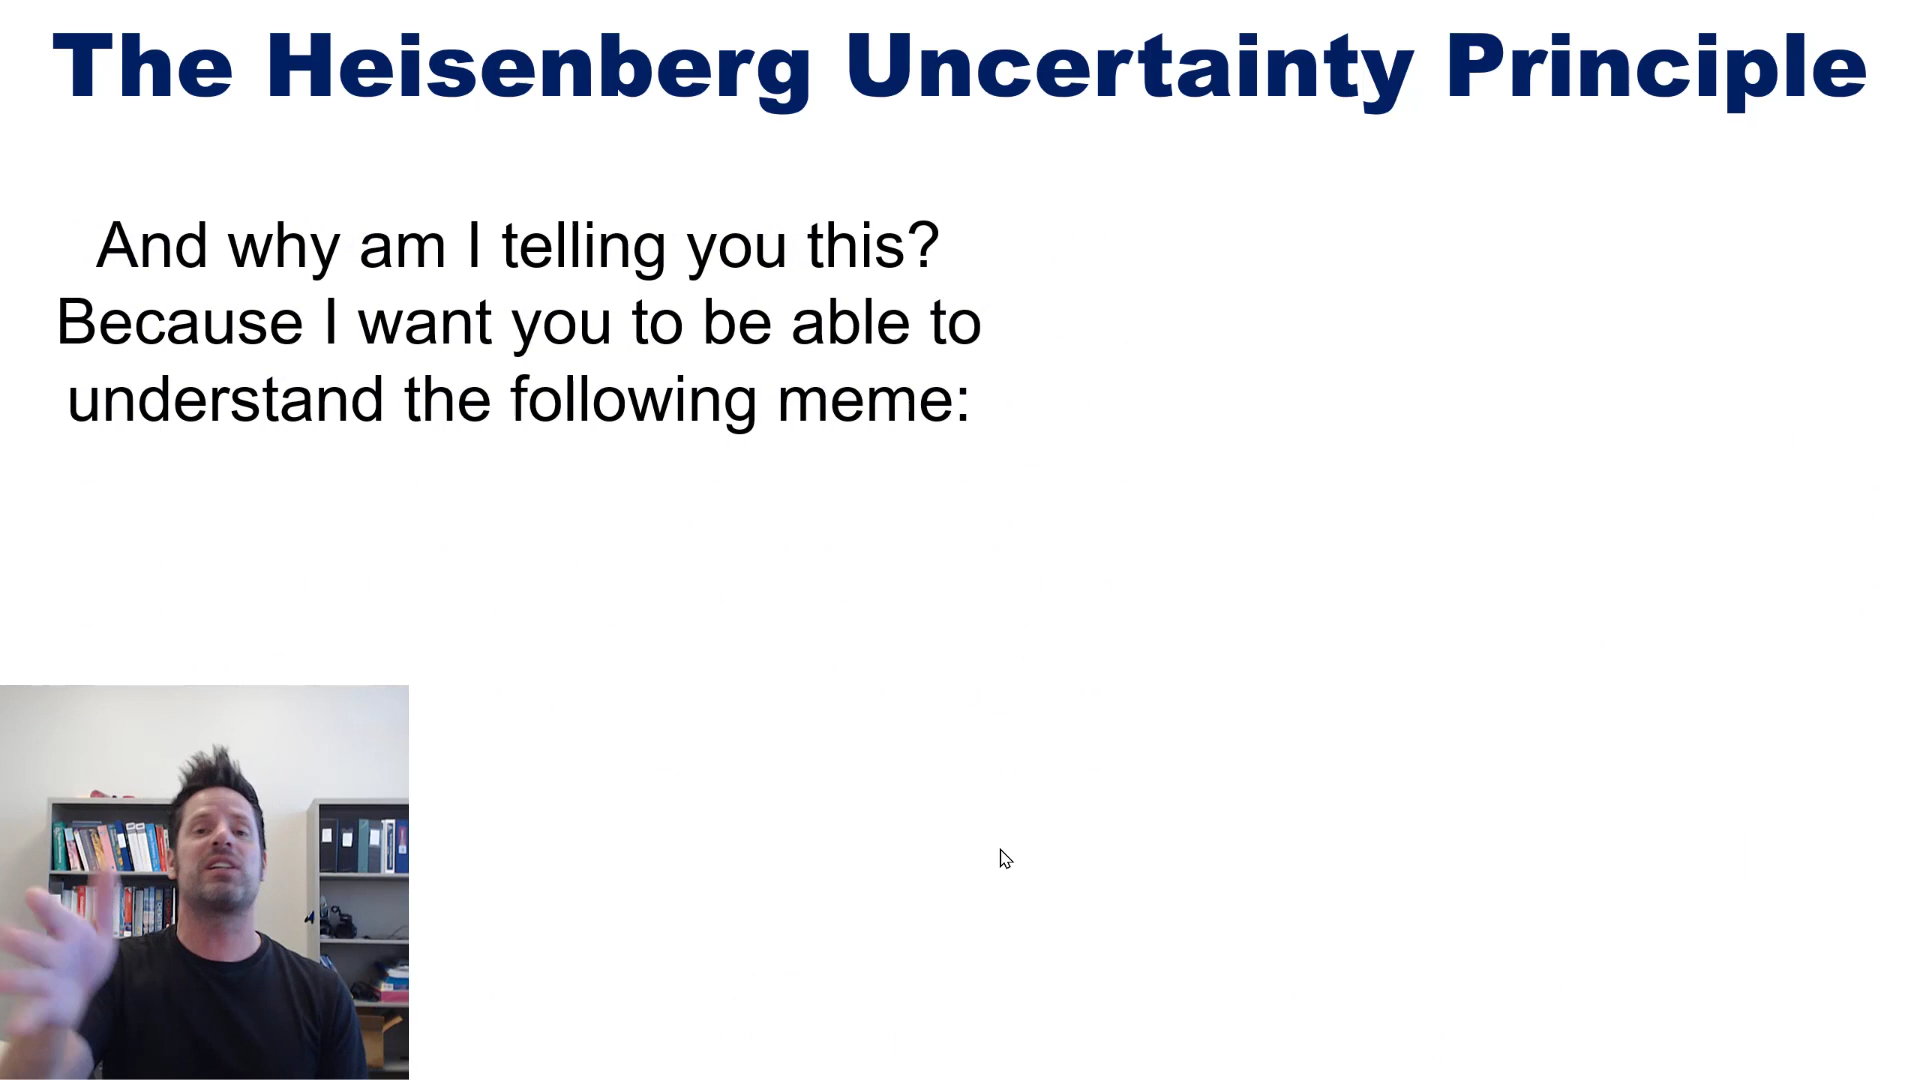 The Heisenberg Uncertainty Principle
And why am I telling you this?
Because I want you to be able to
understand the following meme: